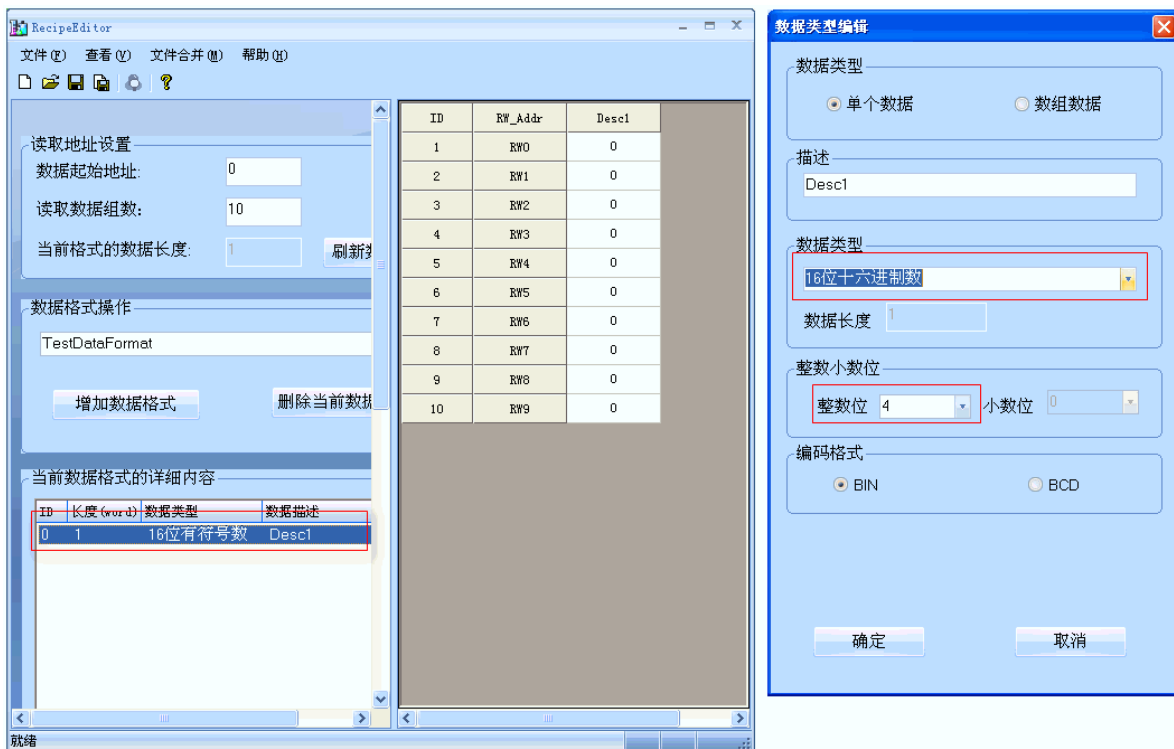 RecipeEditor
文件(F) 查看(V) 文件合并(M) 帮助(H)
读取地址设置
数据起始地址: 0
读取数据组数: 10
当前格式的数据长度: 1 刷新
数据格式操作
TestDataFormat
增加数据格式 删除当前数据
当前数据格式的详细内容
ID 长度(word) 数据类型 数据描述
0 1 16位有符号数 Desc1
就绪
ID RW_Addr Desc1
1 RW0 0
2 RW1 0
3 RW2 0
4 RW3 0
5 RW4 0
6 RW5 0
7 RW6 0
8 RW7 0
9 RW8 0
10 RW9 0
数据类型编辑
数据类型
单个数据 数组数据
描述
Desc1
数据类型
16位十六进制数
数据长度 1
整数小数位
整数位 4 小数位 0
编码格式
BIN BCD
确定 取消